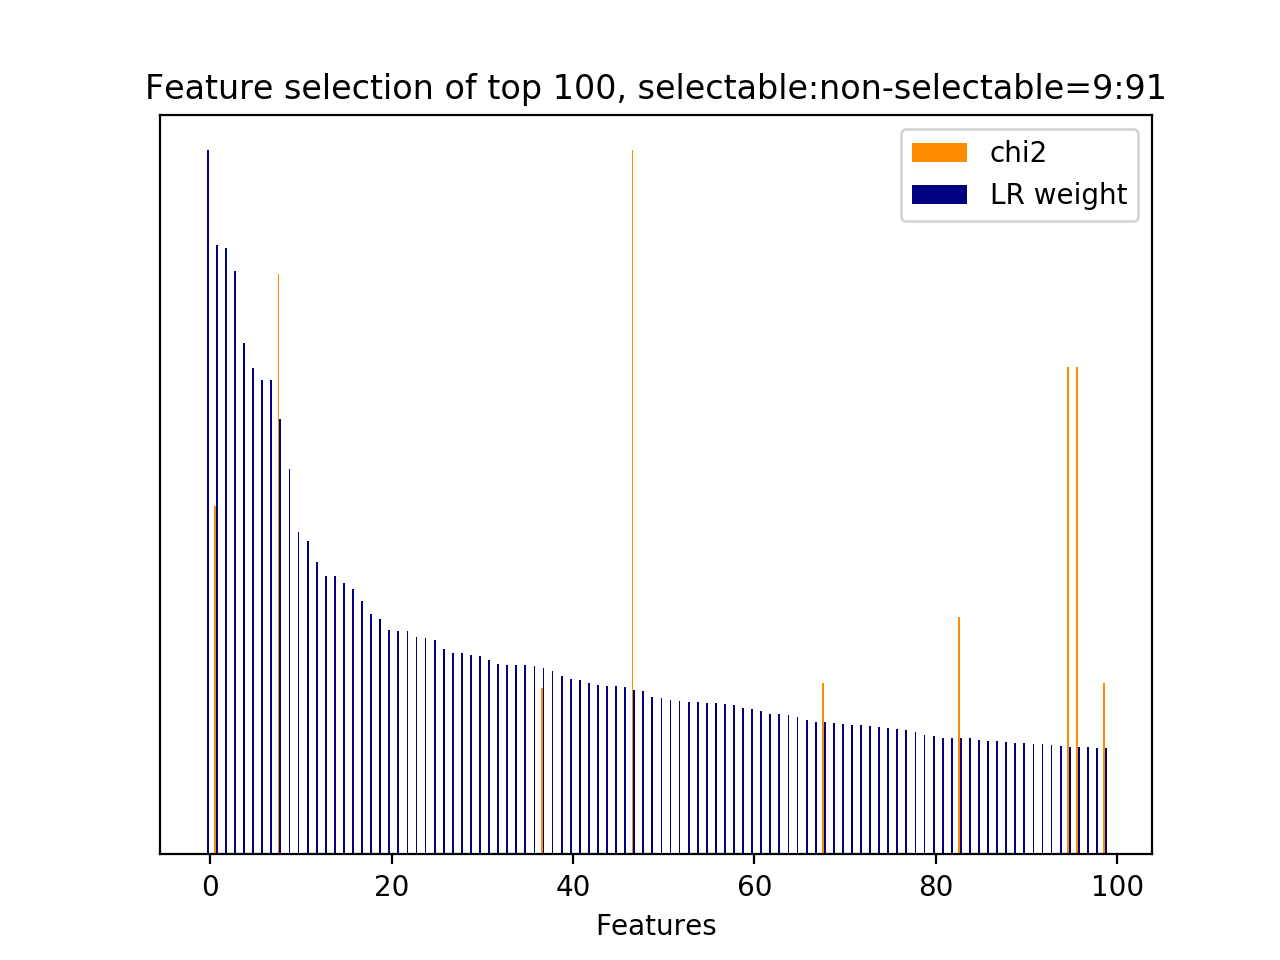 Feature selection of top 100, selectable:non-selectable=9:91
chi2
LR weight
0 20 40 60 80 100
Features